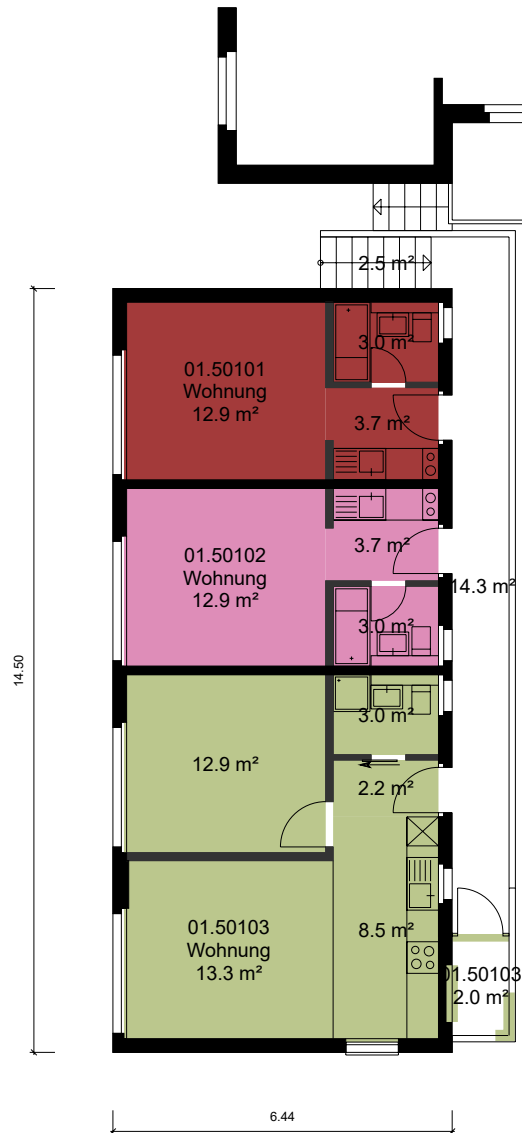 2.5 m²
3.0 m²
01.50101
Wohnung
12.9 m²
3.7 m²
01.50102
Wohnung
12.9 m²
3.7 m²
14.3 m²
3.0 m²
14.50
3.0 m²
12.9 m²
2.2 m²
01.50103
Wohnung
13.3 m²
8.5 m²
01.50103
2.0 m²
6.44